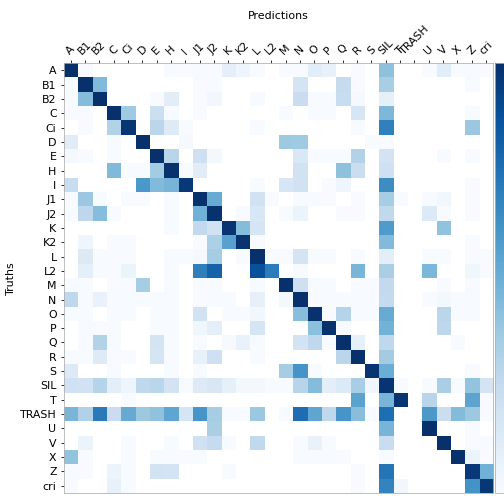 Predictions
A B1 B2 C Ci D E H I J1 J2 K K2 L L2 M N O P Q R S SIL T TRASH U V X Z cri
Truths
A
B1
B2
C
Ci
D
E
H
I
J1
J2
K
K2
L
L2
M
N
O
P
Q
R
S
SIL
T
TRASH
U
V
X
Z
cri